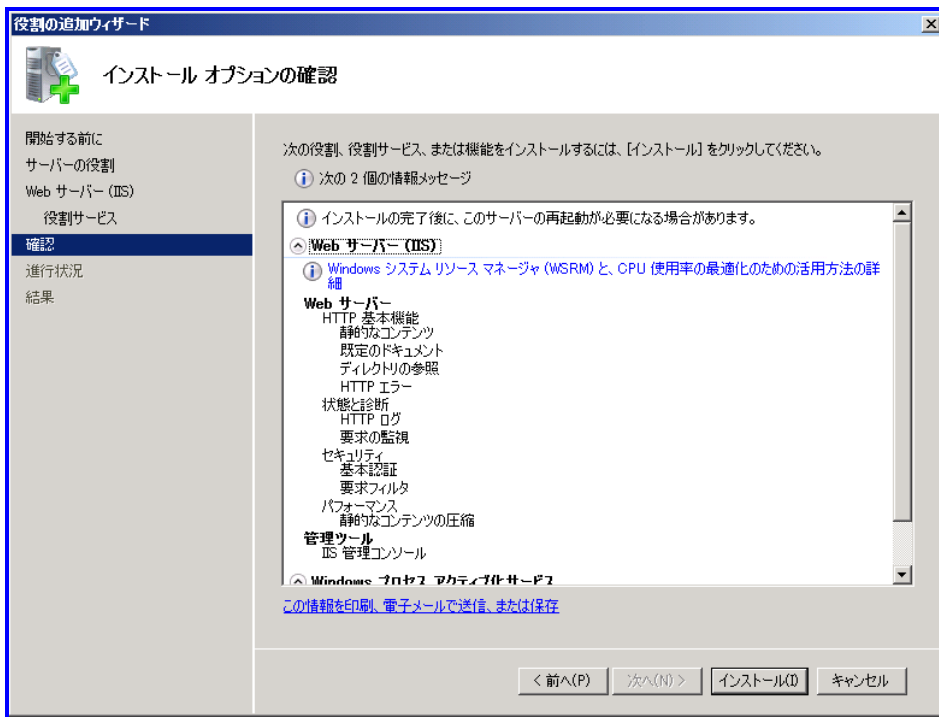 役割の追加ウィザード
インストール オプションの確認
開始する前に
サーバーの役割
Web サーバー (IIS)
役割サービス
確認
進行状況
結果
次の役割、役割サービス、または機能をインストールするには、[インストール] をクリックしてください。
次の 2 個の情報メッセージ
インストールの完了後に、このサーバーの再起動が必要になる場合があります。
Web サーバー (IIS)
Windows システム リソース マネージャ (WSRM) と、CPU 使用率の最適化のための活用方法の詳
細
Web サーバー
HTTP 基本機能
静的なコンテンツ
既定のドキュメント
ディレクトリの参照
HTTP エラー
状態と診断
HTTP ログ
要求の監視
セキュリティ
基本認証
要求フィルタ
パフォーマンス
静的なコンテンツの圧縮
管理ツール
IIS 管理コンソール
Windows プロセス アクティブ化サービス
この情報を印刷、電子メールで送信、または保存
< 前へ(P)
次へ(N) >
インストール(I)
キャンセル